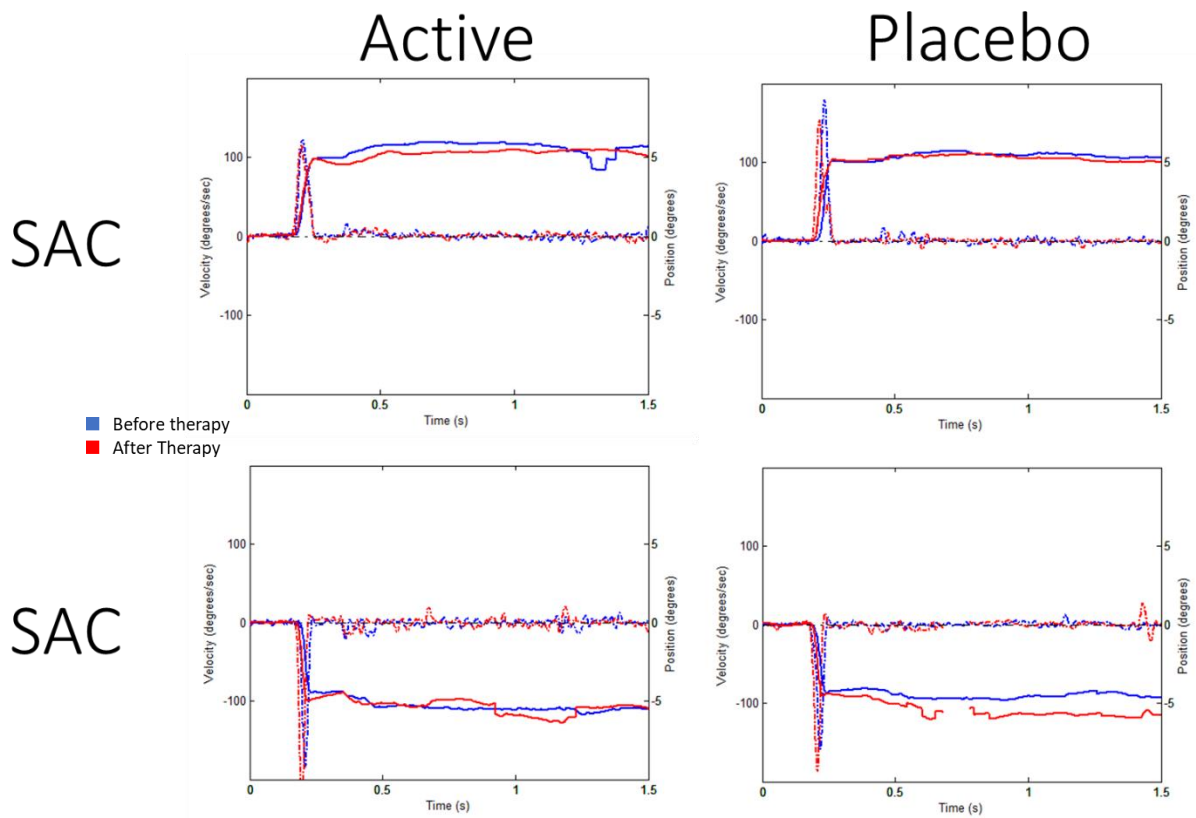 Active
Placebo
SAC
Velocity (degrees/sec)
100
0
-100
5
0
-5
Position (degrees)
0
0.5
1
1.5
Time (s)
Velocity (degrees/sec)
100
0
-100
5
0
-5
Position (degrees)
0
0.5
1
1.5
Time (s)
Before therapy
After Therapy
SAC
Velocity (degrees/sec)
100
0
-100
5
0
-5
Position (degrees)
0
0.5
1
1.5
Time (s)
Velocity (degrees/sec)
100
0
-100
5
0
-5
Position (degrees)
0
0.5
1
1.5
Time (s)